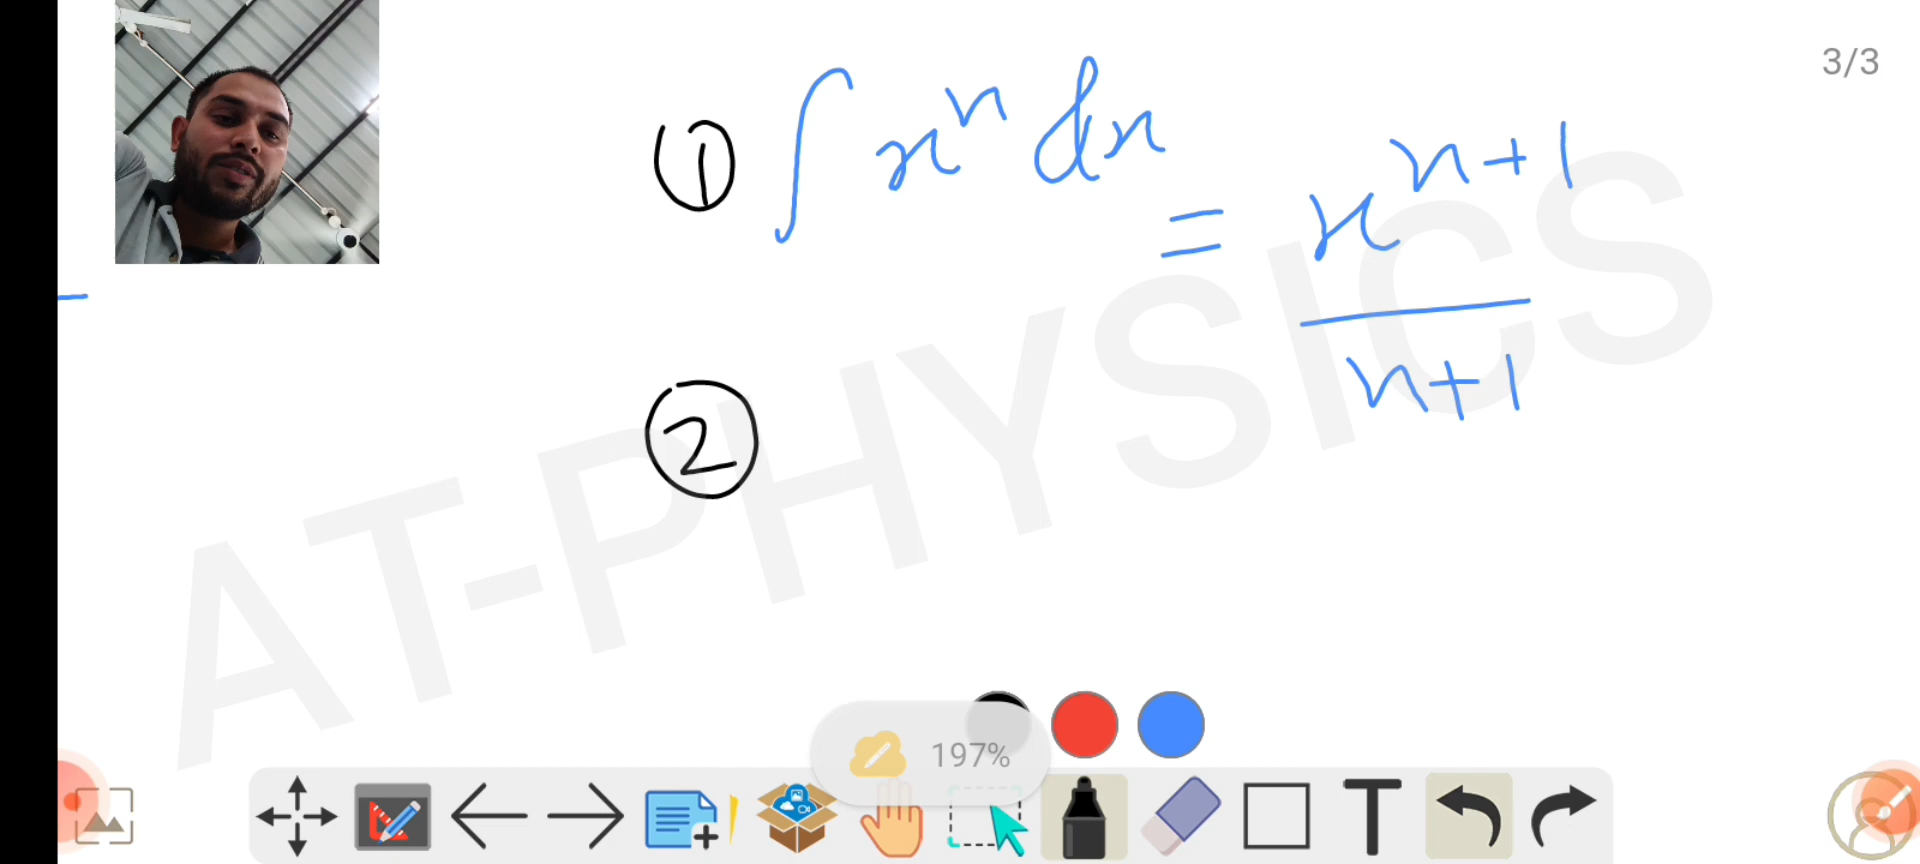 3/3
① ∫ xⁿ dx = xⁿ⁺¹ / n+1
②
AT-PHYSICS
197%
T